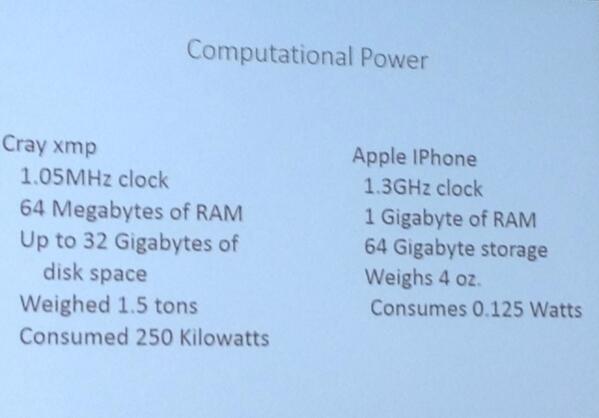 Computational Power
Cray xmp
1.05MHz clock
64 Megabytes of RAM
Up to 32 Gigabytes of
disk space
Weighed 1.5 tons
Consumed 250 Kilowatts
Apple IPhone
1.3GHz clock
1 Gigabyte of RAM
64 Gigabyte storage
Weighs 4 oz.
Consumes 0.125 Watts